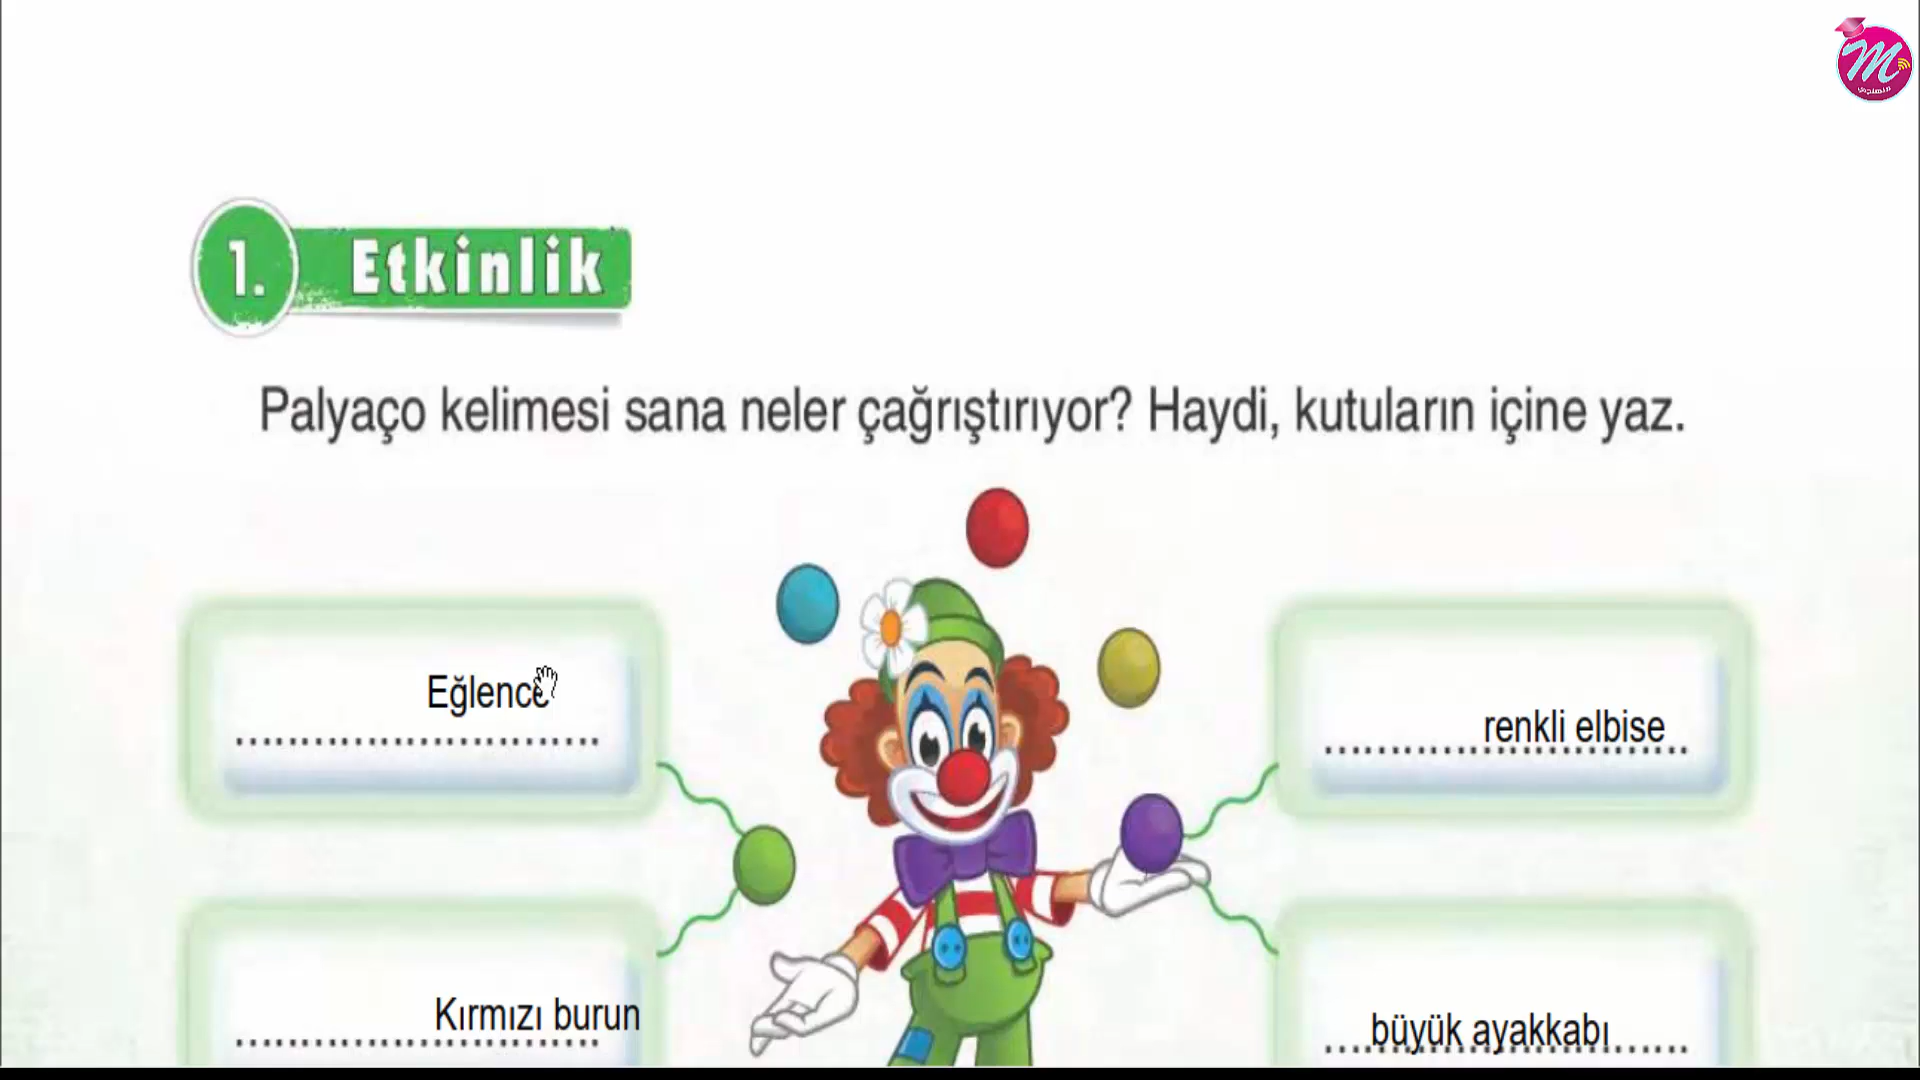 1. Etkinlik
Palyaço kelimesi sana neler çağrıştırıyor? Haydi, kutuların içine yaz.
Eğlence
renkli elbise
Kırmızı burun
büyük ayakkabı